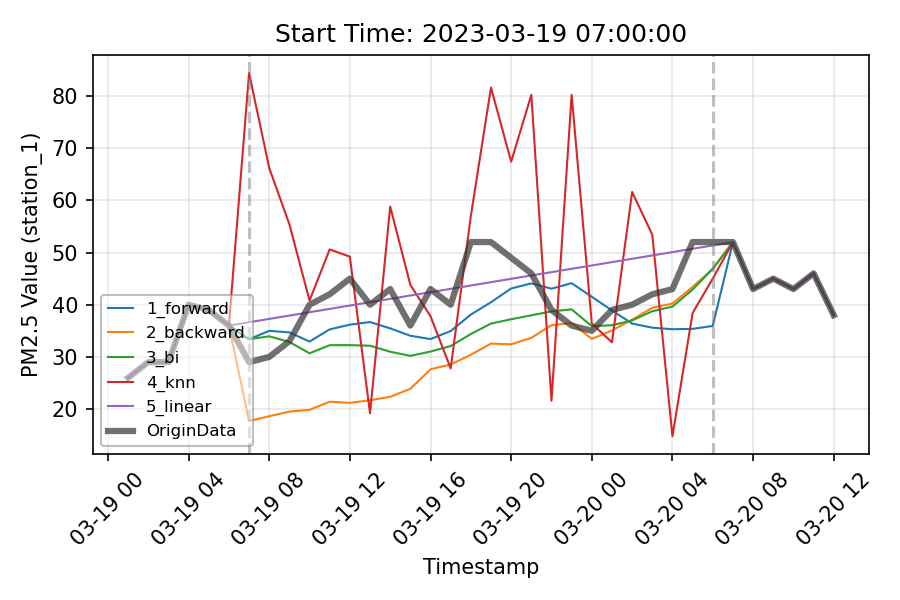 Start Time: 2023-03-19 07:00:00
PM2.5 Value (station_1)
80
70
60
50
40
30
20
1_forward
2_backward
3_bi
4_knn
5_linear
OriginData
03-19 00
03-19 04
03-19 08
03-19 12
03-19 16
03-19 20
03-20 00
03-20 04
03-20 08
03-20 12
Timestamp